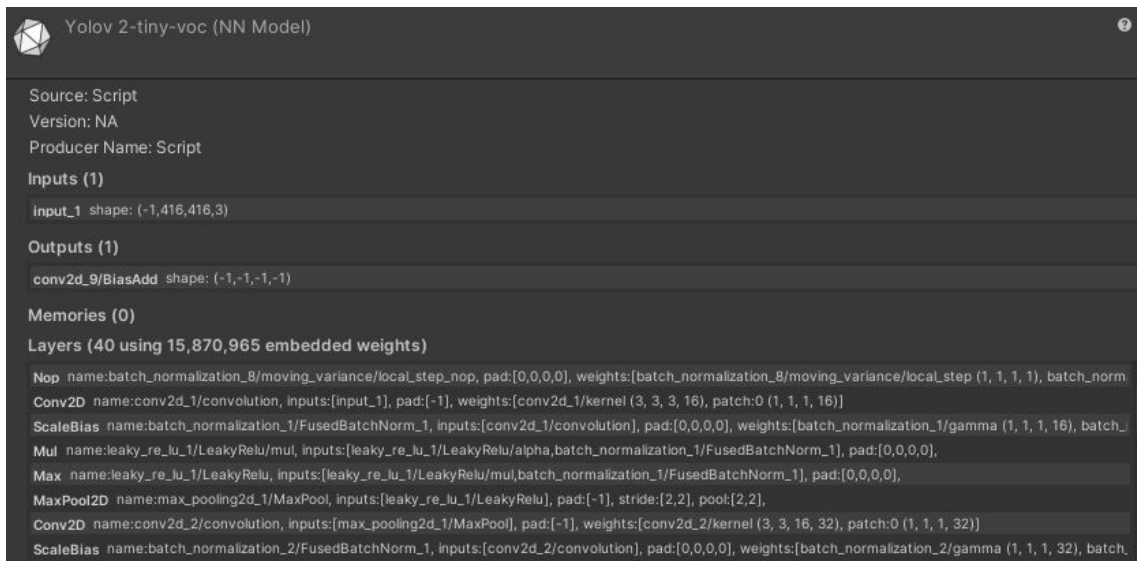 Yolov 2-tiny-voc (NN Model)
Source: Script
Version: NA
Producer Name: Script
Inputs (1)
input_1 shape: (-1,416,416,3)
Outputs (1)
conv2d_9/BiasAdd shape: (-1,-1,-1,-1)
Memories (0)
Layers (40 using 15,870,965 embedded weights)
Nop name:batch_normalization_8/moving_variance/local_step_nop, pad:[0,0,0,0], weights:[batch_normalization_8/moving_variance/local_step (1, 1, 1, 1), batch_norm
Conv2D name:conv2d_1/convolution, inputs:[input_1], pad:[-1], weights:[conv2d_1/kernel (3, 3, 3, 16), patch:0 (1, 1, 1, 16)]
ScaleBias name:batch_normalization_1/FusedBatchNorm_1, inputs:[conv2d_1/convolution], pad:[0,0,0,0], weights:[batch_normalization_1/gamma (1, 1, 1, 16), batch_
Mul name:leaky_re_lu_1/LeakyRelu/mul, inputs:[leaky_re_lu_1/LeakyRelu/alpha,batch_normalization_1/FusedBatchNorm_1], pad:[0,0,0,0],
Max name:leaky_re_lu_1/LeakyRelu, inputs:[leaky_re_lu_1/LeakyRelu/mul,batch_normalization_1/FusedBatchNorm_1], pad:[0,0,0,0],
MaxPool2D name:max_pooling2d_1/MaxPool, inputs:[leaky_re_lu_1/LeakyRelu], pad:[-1], stride:[2,2], pool:[2,2],
Conv2D name:conv2d_2/convolution, inputs:[max_pooling2d_1/MaxPool], pad:[-1], weights:[conv2d_2/kernel (3, 3, 16, 32), patch:0 (1, 1, 1, 32)]
ScaleBias name:batch_normalization_2/FusedBatchNorm_1, inputs:[conv2d_2/convolution], pad:[0,0,0,0], weights:[batch_normalization_2/gamma (1, 1, 1, 32), batch_